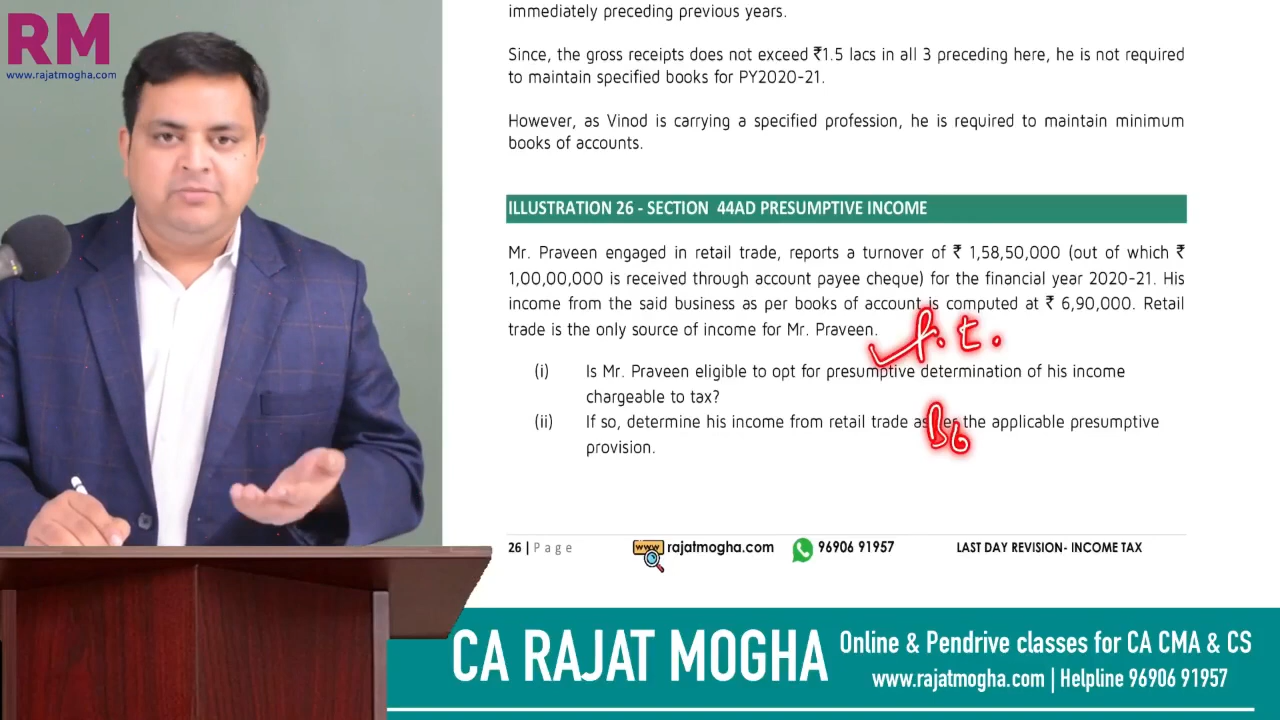 RM
www.rajatmogha.com
immediately preceding previous years.
Since, the gross receipts does not exceed ₹1.5 lacs in all 3 preceding here, he is not required
to maintain specified books for PY2020-21.
However, as Vinod is carrying a specified profession, he is required to maintain minimum
books of accounts.
ILLUSTRATION 26 - SECTION 44AD PRESUMPTIVE INCOME
Mr. Praveen engaged in retail trade, reports a turnover of ₹ 1,58,50,000 (out of which ₹
1,00,00,000 is received through account payee cheque) for the financial year 2020-21. His
income from the said business as per books of account is computed at ₹ 6,90,000. Retail
trade is the only source of income for Mr. Praveen.
(i) Is Mr. Praveen eligible to opt for presumptive determination of his income
chargeable to tax?
(ii) If so, determine his income from retail trade as per the applicable presumptive
provision.
26 | Page
www
rajatmogha.com
96906 91957
LAST DAY REVISION- INCOME TAX
CA RAJAT MOGHA
Online & Pendrive classes for CA CMA & CS
www.rajatmogha.com | Helpline 96906 91957